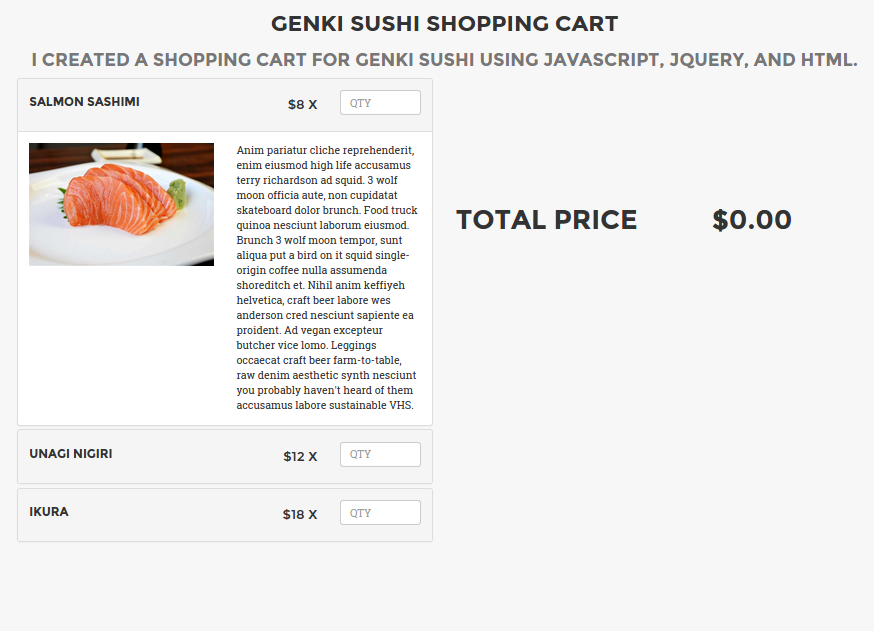 GENKI SUSHI SHOPPING CART
I CREATED A SHOPPING CART FOR GENKI SUSHI USING JAVASCRIPT, JQUERY, AND HTML.
SALMON SASHIMI $8 X QTY
Anim pariatur cliche reprehenderit,
enim eiusmod high life accusamus
terry richardson ad squid. 3 wolf
moon officia aute, non cupidatat
skateboard dolor brunch. Food truck
quinoa nesciunt laborum eiusmod.
Brunch 3 wolf moon tempor, sunt
aliqua put a bird on it squid single-
origin coffee nulla assumenda
shoreditch et. Nihil anim keffiyeh
helvetica, craft beer labore wes
anderson cred nesciunt sapiente ea
proident. Ad vegan excepteur
butcher vice lomo. Leggings
occaecat craft beer farm-to-table,
raw denim aesthetic synth nesciunt
you probably haven't heard of them
accusamus labore sustainable VHS.
UNAGI NIGIRI $12 X QTY
IKURA $18 X QTY
TOTAL PRICE $0.00